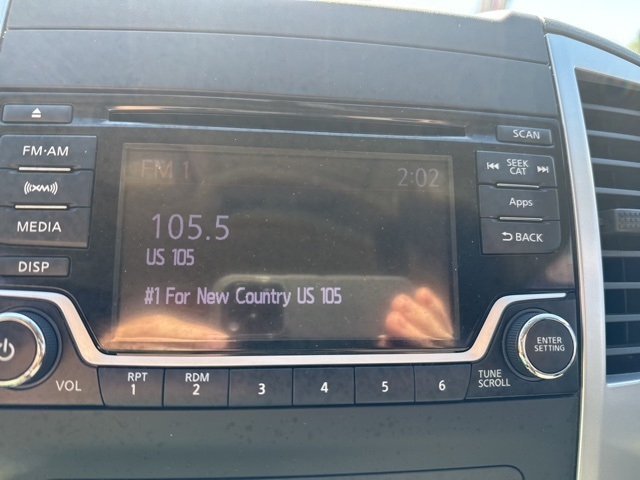 SCAN
FM·AM
SEEK
CAT
FM 1
2:02
XM
Apps
105.5
MEDIA
US 105
BACK
DISP
#1 For New Country US 105
ENTER
SETTING
VOL
RPT
1
RDM
2
3
4
5
6
TUNE
SCROLL